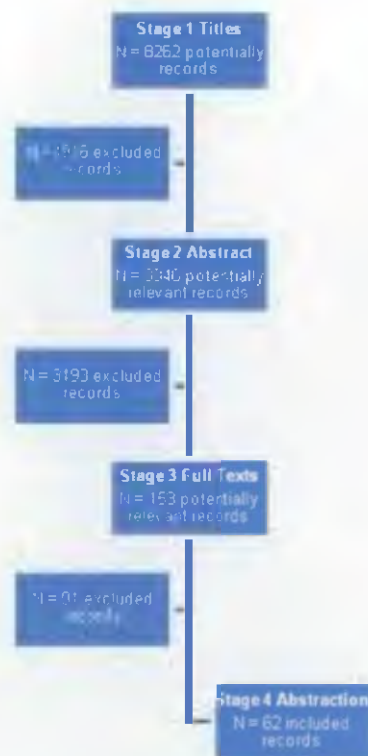 Stage 1 Titles
N = 8262 potentially
records
excluded
Stage 2 Abstract
N = 3346 potentially
relevant records
N = 3193 excluded
records
Stage 3 Full Texts
N = 153 potentially
relevant records
N = 91 excluded
records
Stage 4 Abstraction
N = 62 included
records